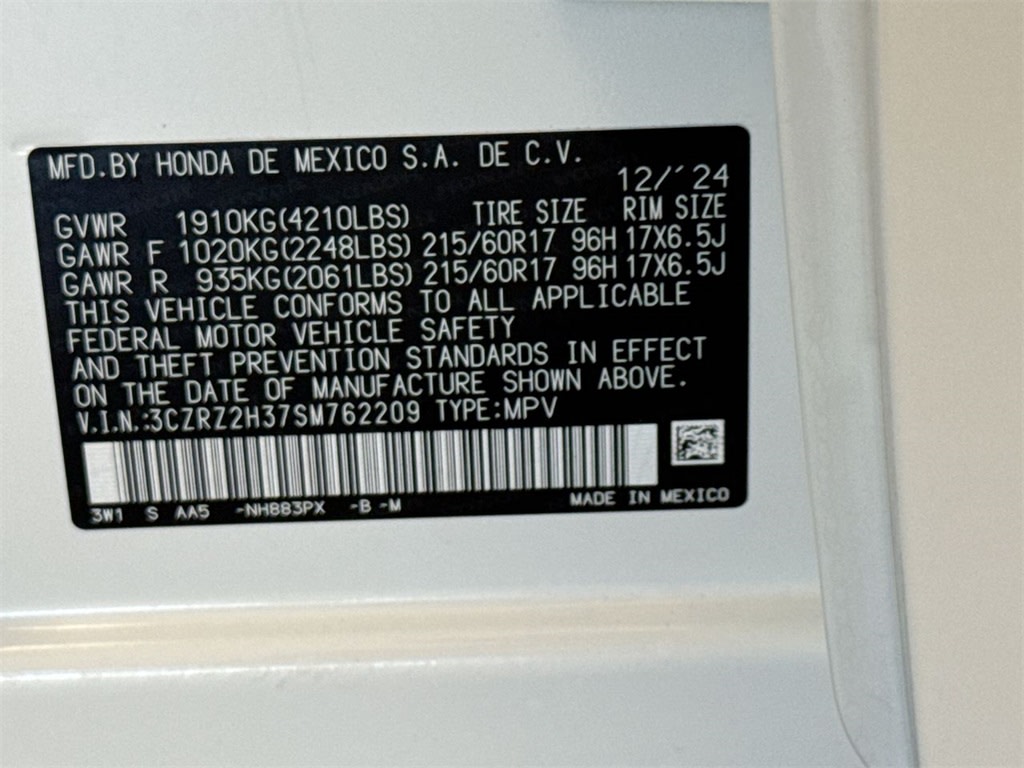 MFD.BY HONDA DE MEXICO S.A. DE C.V.
12/´24
GVWR 1910KG(4210LBS) TIRE SIZE RIM SIZE
GAWR F 1020KG(2248LBS) 215/60R17 96H 17X6.5J
GAWR R 935KG(2061LBS) 215/60R17 96H 17X6.5J
THIS VEHICLE CONFORMS TO ALL APPLICABLE
FEDERAL MOTOR VEHICLE SAFETY
AND THEFT PREVENTION STANDARDS IN EFFECT
ON THE DATE OF MANUFACTURE SHOWN ABOVE.
V.I.N.:3CZRZ2H37SM762209 TYPE:MPV
3W1 S AA5 -NH883PX -B -M MADE IN MEXICO